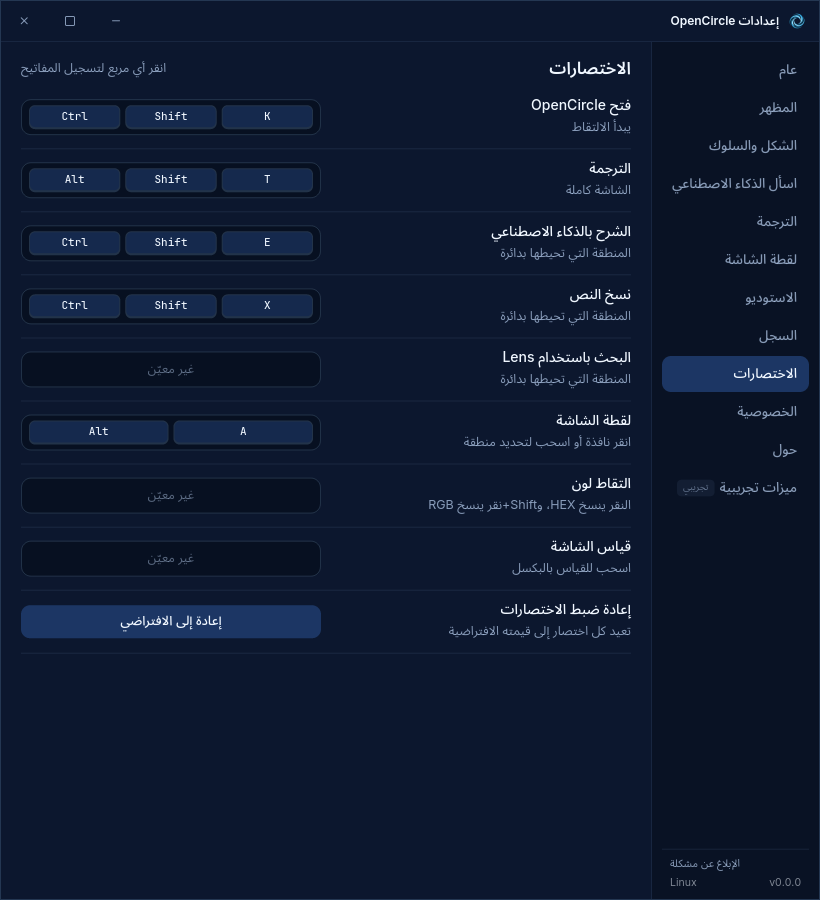 إعدادات OpenCircle
عام
المظهر
الشكل والسلوك
اسأل الذكاء الاصطناعي
الترجمة
لقطة الشاشة
الاستوديو
السجل
الاختصارات
الخصوصية
حول
ميزات تجريبية تجريبي
الإبلاغ عن مشكلة
v0.0.0 Linux
الاختصارات
انقر أي مربع لتسجيل المفاتيح
فتح OpenCircle
يبدأ الالتقاط
Ctrl Shift K
الترجمة
الشاشة كاملة
Alt Shift T
الشرح بالذكاء الاصطناعي
المنطقة التي تحيطها بدائرة
Ctrl Shift E
نسخ النص
المنطقة التي تحيطها بدائرة
Ctrl Shift X
البحث باستخدام Lens
المنطقة التي تحيطها بدائرة
غير معيّن
لقطة الشاشة
انقر نافذة أو اسحب لتحديد منطقة
Alt A
التقاط لون
النقر ينسخ HEX، وShift+نقر ينسخ RGB
غير معيّن
قياس الشاشة
اسحب للقياس بالبكسل
غير معيّن
إعادة ضبط الاختصارات
تعيد كل اختصار إلى قيمته الافتراضية
إعادة إلى الافتراضي